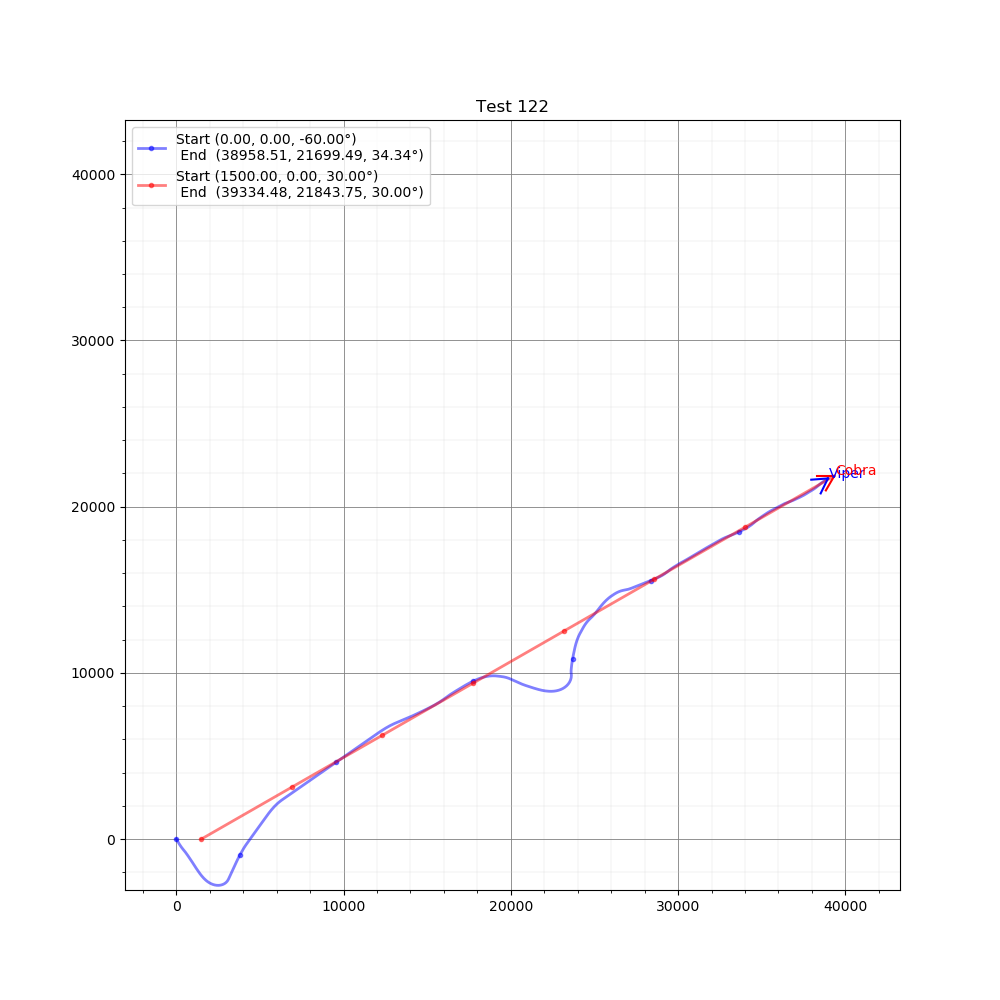 Test 122
Start (0.00, 0.00, -60.00°)
End (38958.51, 21699.49, 34.34°)
Start (1500.00, 0.00, 30.00°)
End (39334.48, 21843.75, 30.00°)
40000
30000
20000
10000
0
Viper
Cobra
0
10000
20000
30000
40000